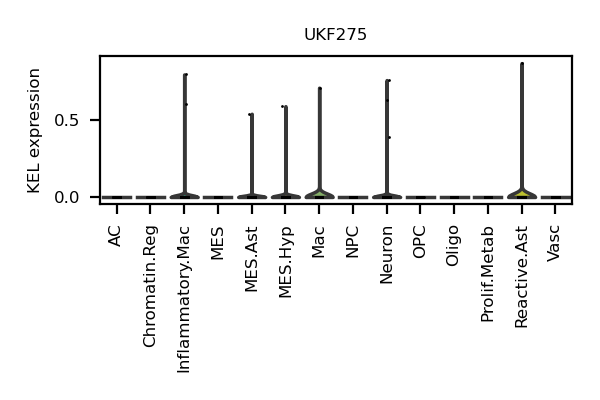 UKF275
KEL expression
0.5
0.0
AC
Chromatin.Reg
Inflammatory.Mac
MES
MES.Ast
MES.Hyp
Mac
NPC
Neuron
OPC
Oligo
Prolif.Metab
Reactive.Ast
Vasc